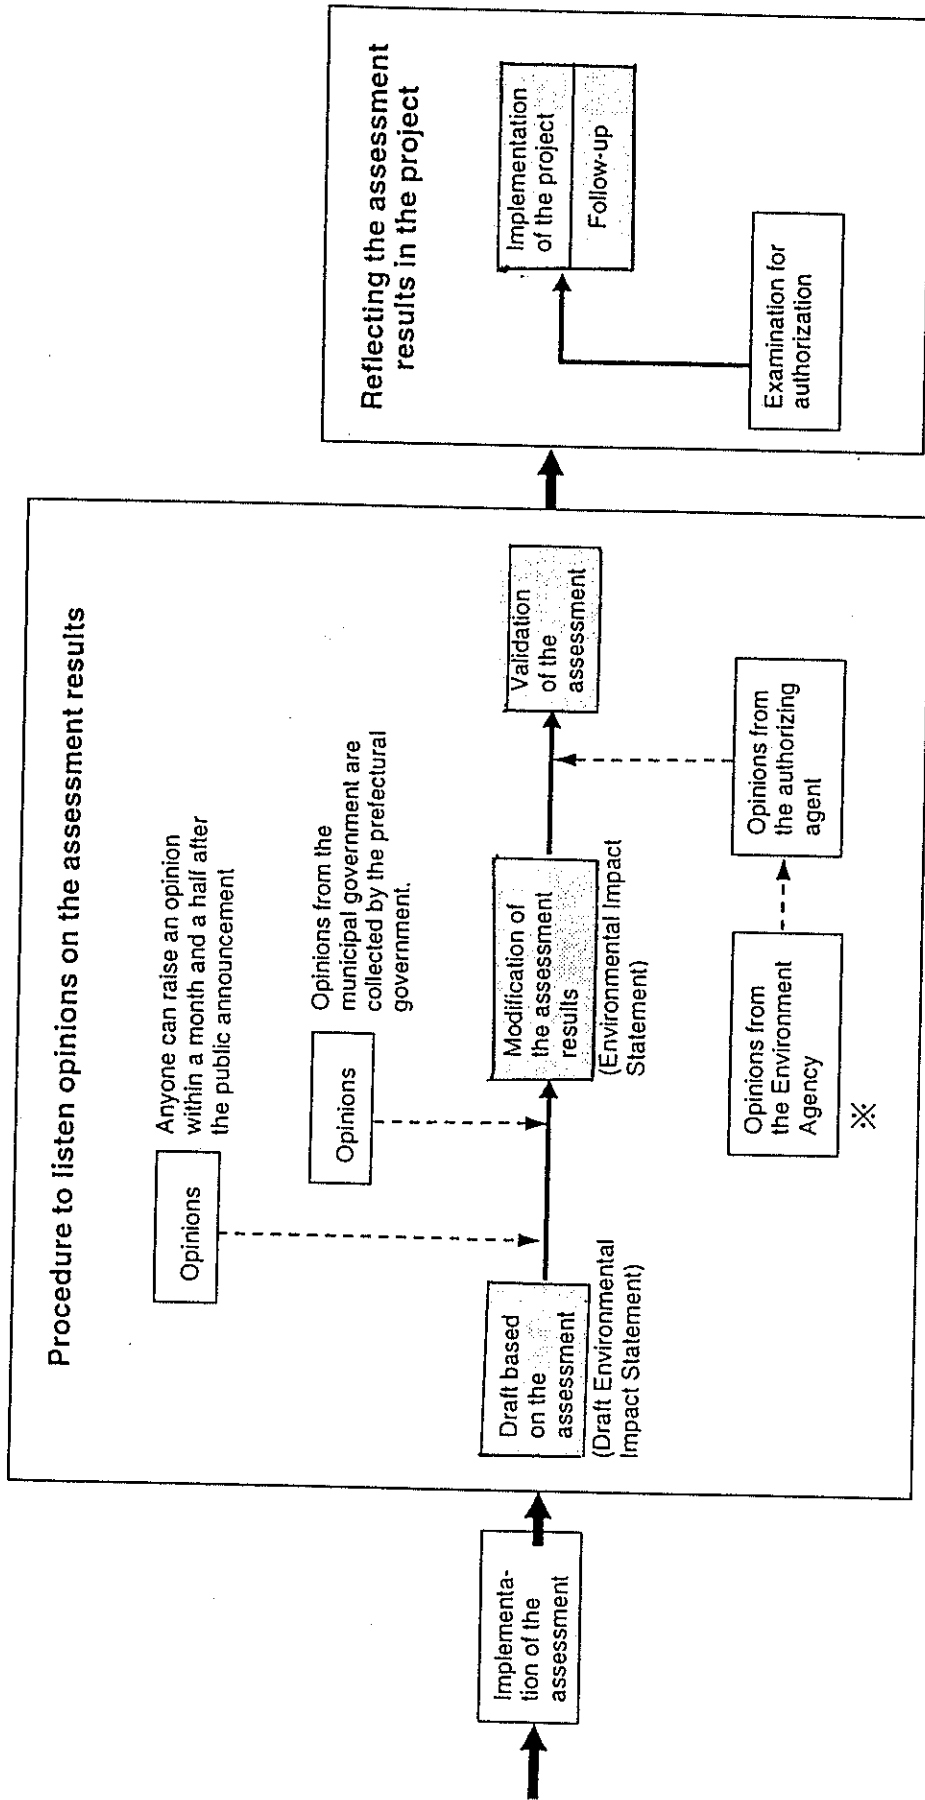 Implementa-
tion of the
assessment
Procedure to listen opinions on the assessment results
Opinions
Anyone can raise an opinion
within a month and a half after
the public announcement
Opinions
Opinions from the
municipal government are
collected by the prefectural
government.
Draft based
on the
assessment
(Draft Environmental
Impact Statement)
Modification of
the assessment
results
(Environmental Impact
Statement)
Validation
of the
assessment
Opinions from
the Environment
Agency
※
Opinions from
the authorizing
agent
Reflecting the assessment
results in the project
Implementation
of the project
Follow-up
Examination for
authorization